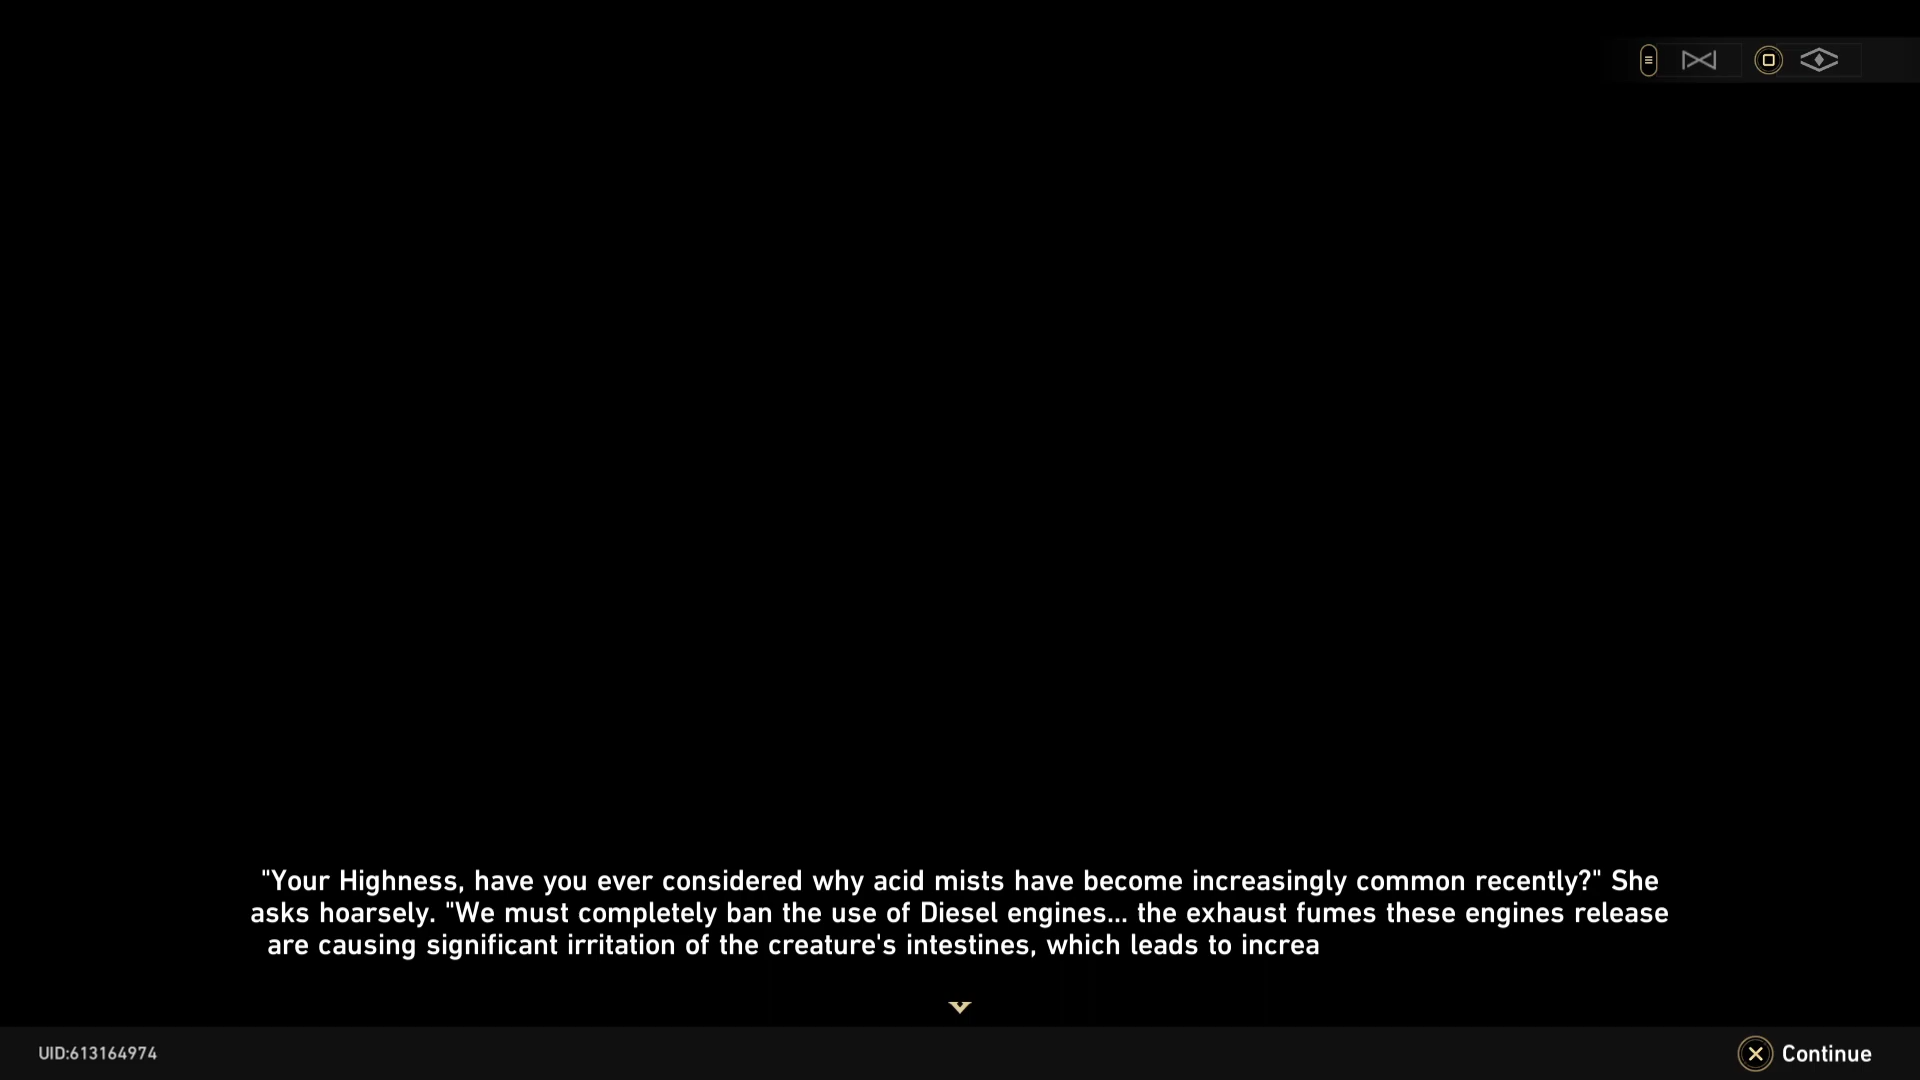 "Your Highness, have you ever considered why acid mists have become increasingly common recently?" She
asks hoarsely. "We must completely ban the use of Diesel engines... the exhaust fumes these engines release
are causing significant irritation of the creature's intestines, which leads to increa
UID:613164974
Continue